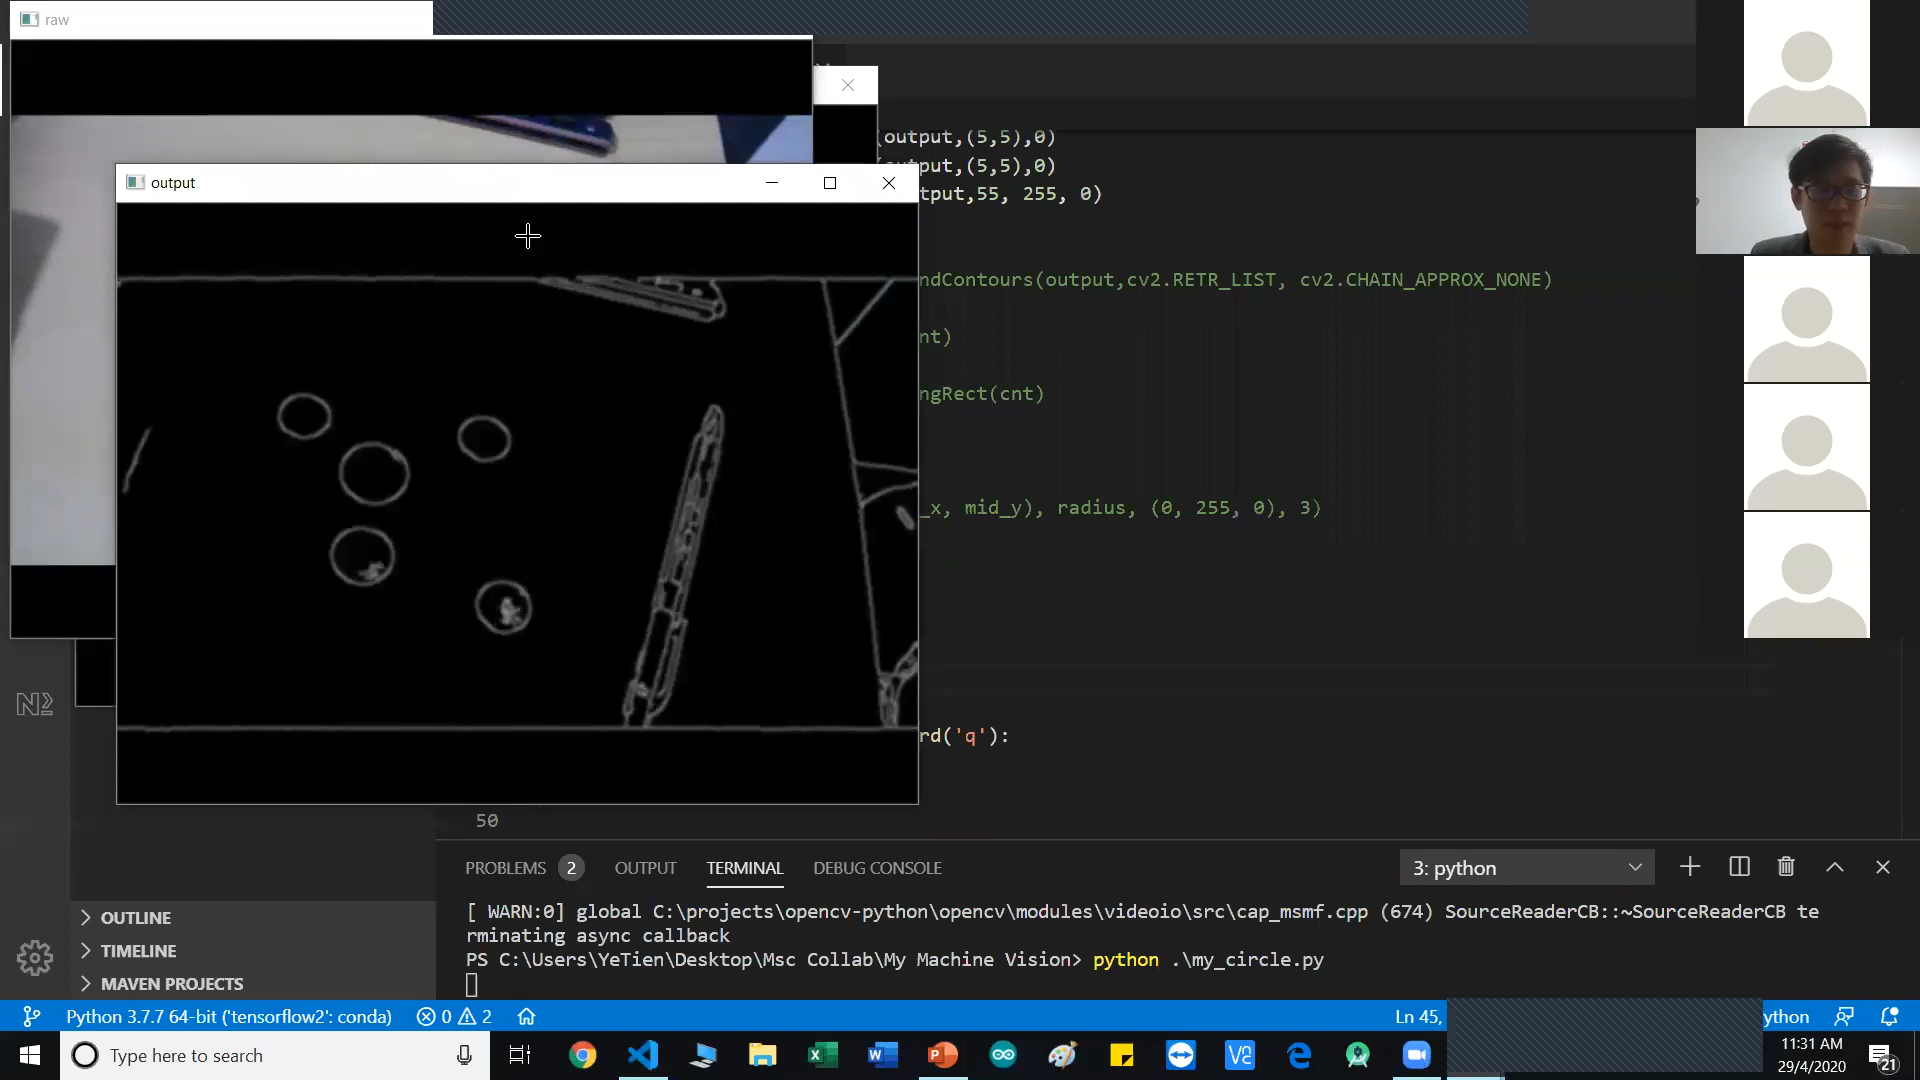 raw
output
(output,(5,5),0)
put,(5,5),0)
tput,55, 255, 0)
ndContours(output,cv2.RETR_LIST, cv2.CHAIN_APPROX_NONE)
nt)
ngRect(cnt)
_x, mid_y), radius, (0, 255, 0), 3)
rd('q'):
50
PROBLEMS 2 OUTPUT TERMINAL DEBUG CONSOLE 3: python
[ WARN:0] global C:\projects\opencv-python\opencv\modules\videoio\src\cap_msmf.cpp (674) SourceReaderCB::~SourceReaderCB te
rminating async callback
PS C:\Users\YeTien\Desktop\Msc Collab\My Machine Vision> python .\my_circle.py
OUTLINE
TIMELINE
MAVEN PROJECTS
Python 3.7.7 64-bit ('tensorflow2': conda) 0 2 Ln 45, ython
Type here to search
11:31 AM
29/4/2020
21